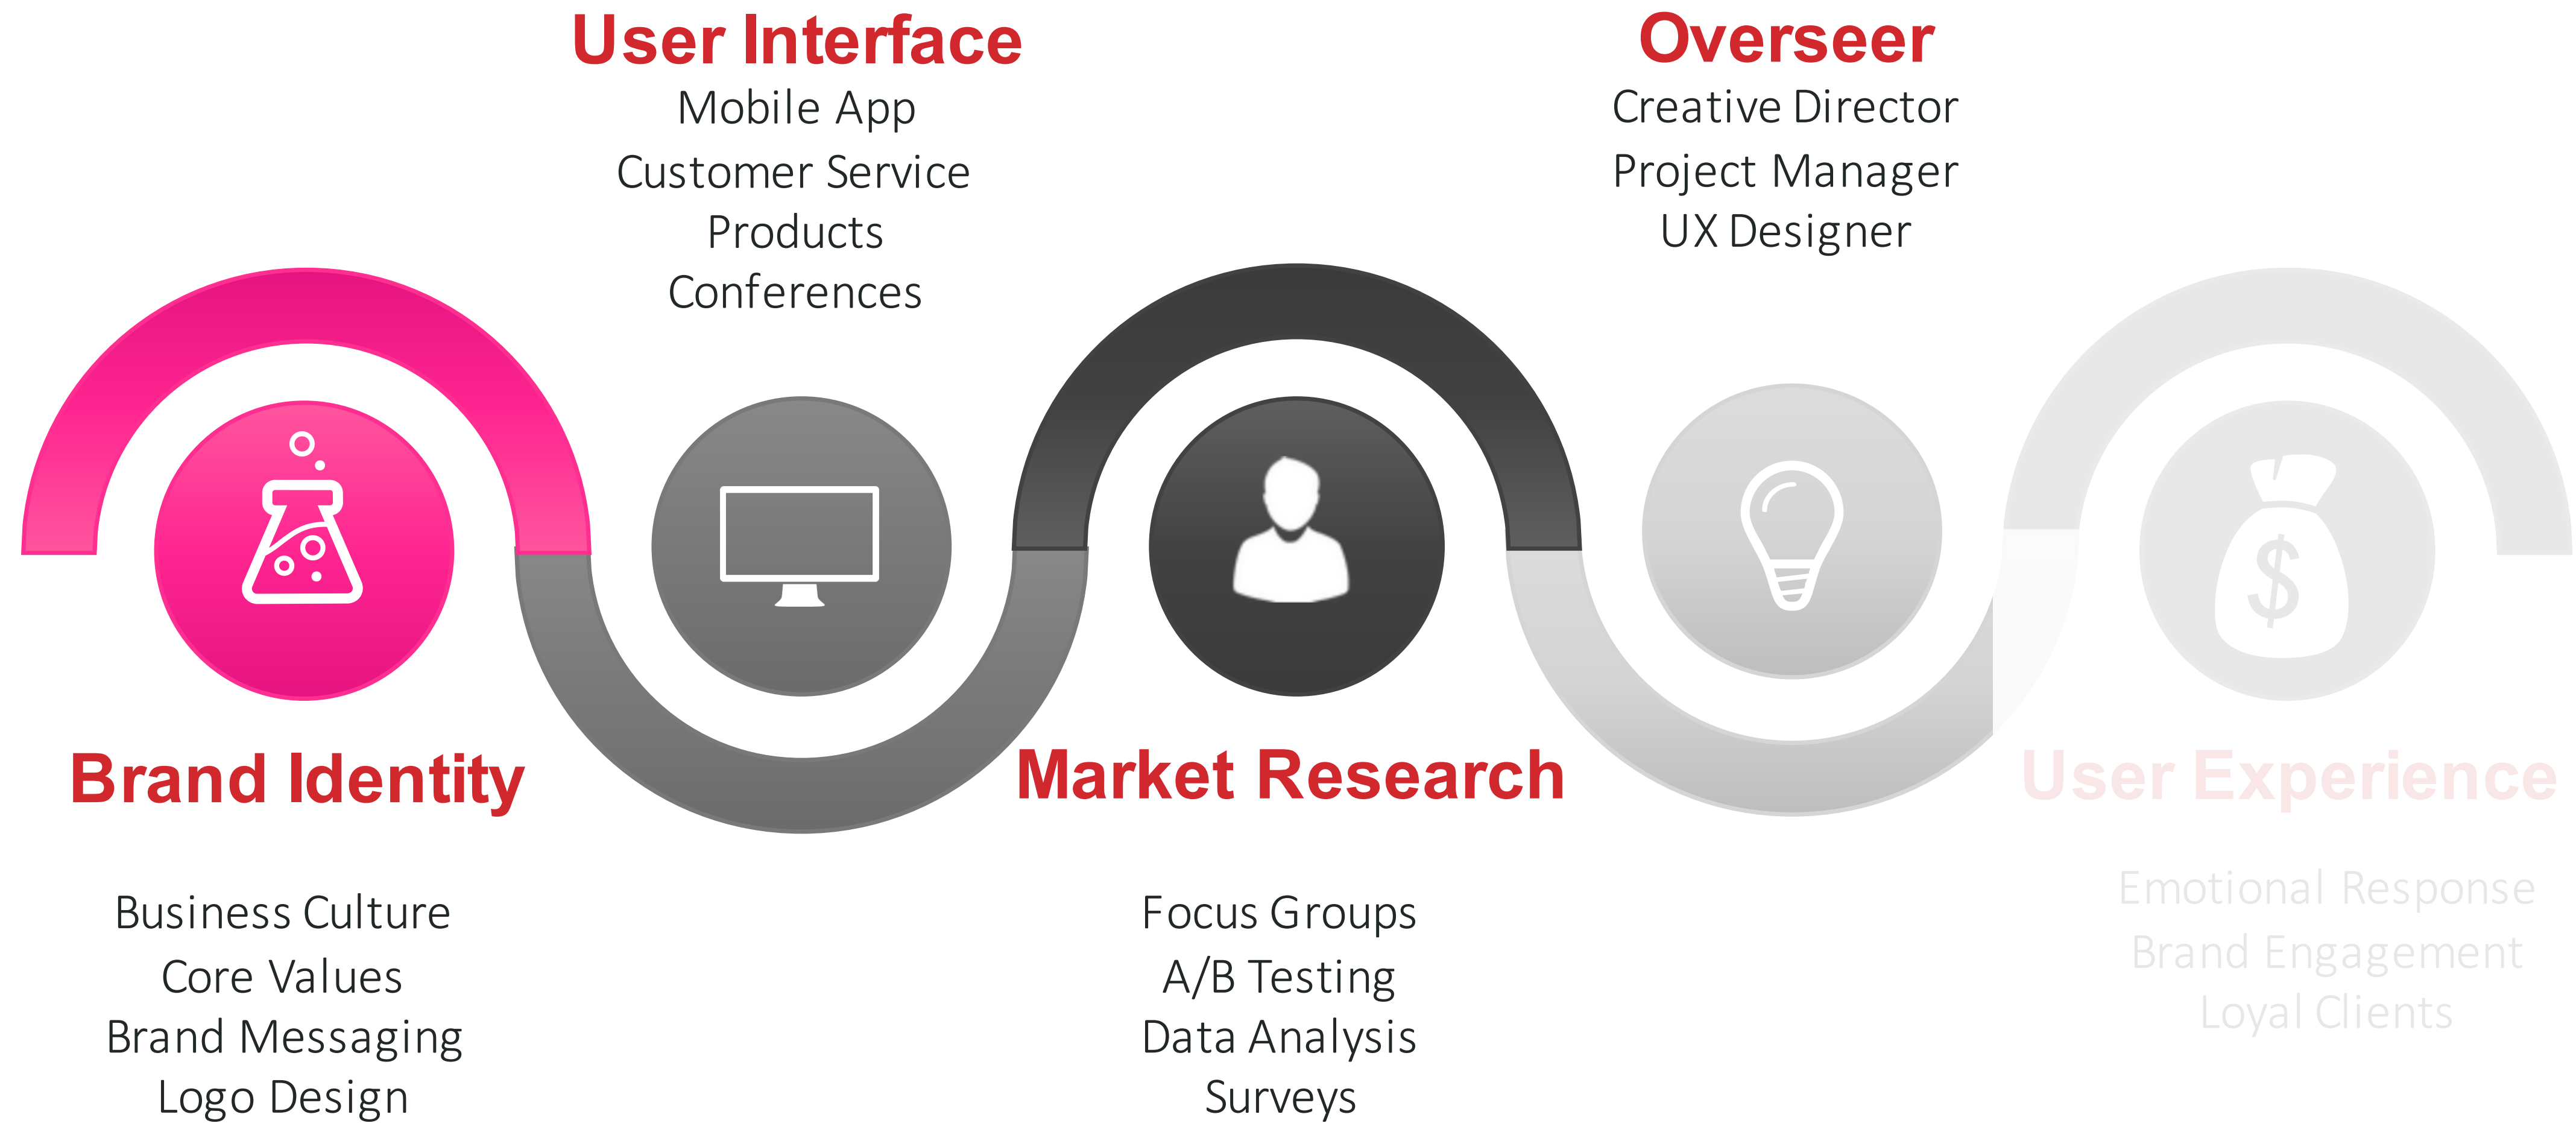 User Interface
Mobile App
Customer Service
Products
Conferences
Overseer
Creative Director
Project Manager
UX Designer
$
Brand Identity
Business Culture
Core Values
Brand Messaging
Logo Design
Market Research
Focus Groups
A/B Testing
Data Analysis
Surveys
User Experience
Emotional Response
Brand Engagement
Loyal Clients